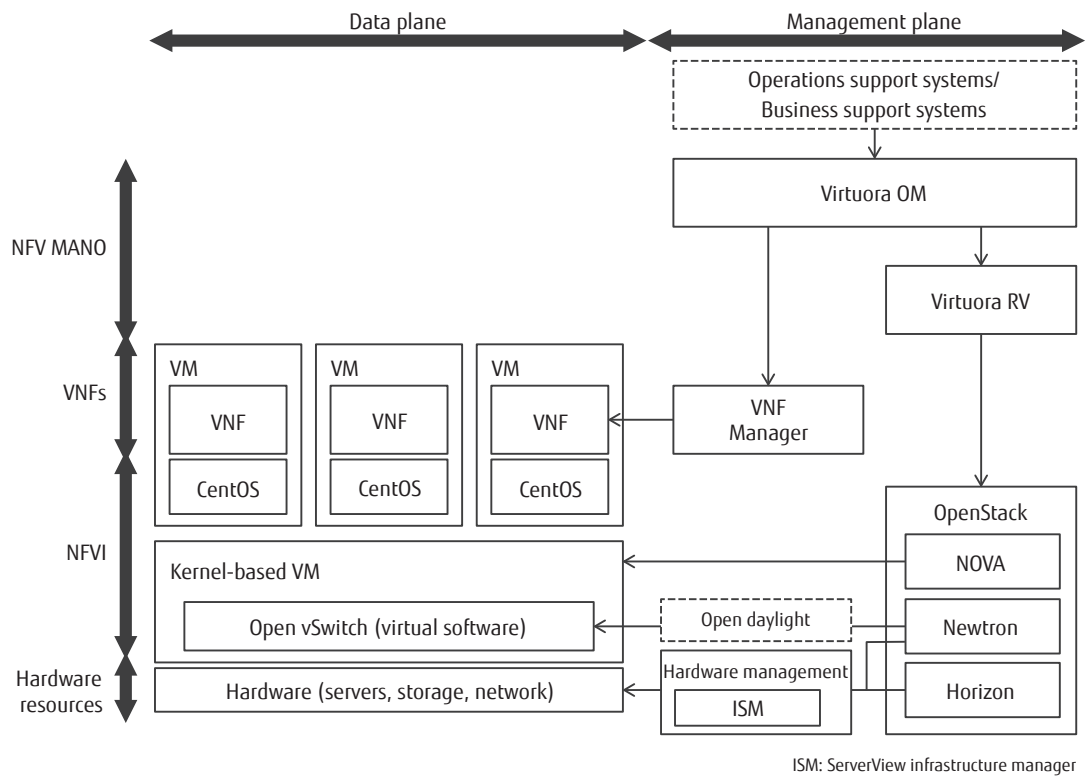 Data plane
Management plane
Operations support systems/
Business support systems
Virtuora OM
NFV MANO
Virtuora RV
VM
VM
VM
VNFs
VNF
VNF
VNF
VNF
Manager
CentOS
CentOS
CentOS
OpenStack
NFVI
Kernel-based VM
NOVA
Open vSwitch (virtual software)
Open daylight
Newtron
Hardware
resources
Hardware (servers, storage, network)
Hardware management
ISM
Horizon
ISM: ServerView infrastructure manager